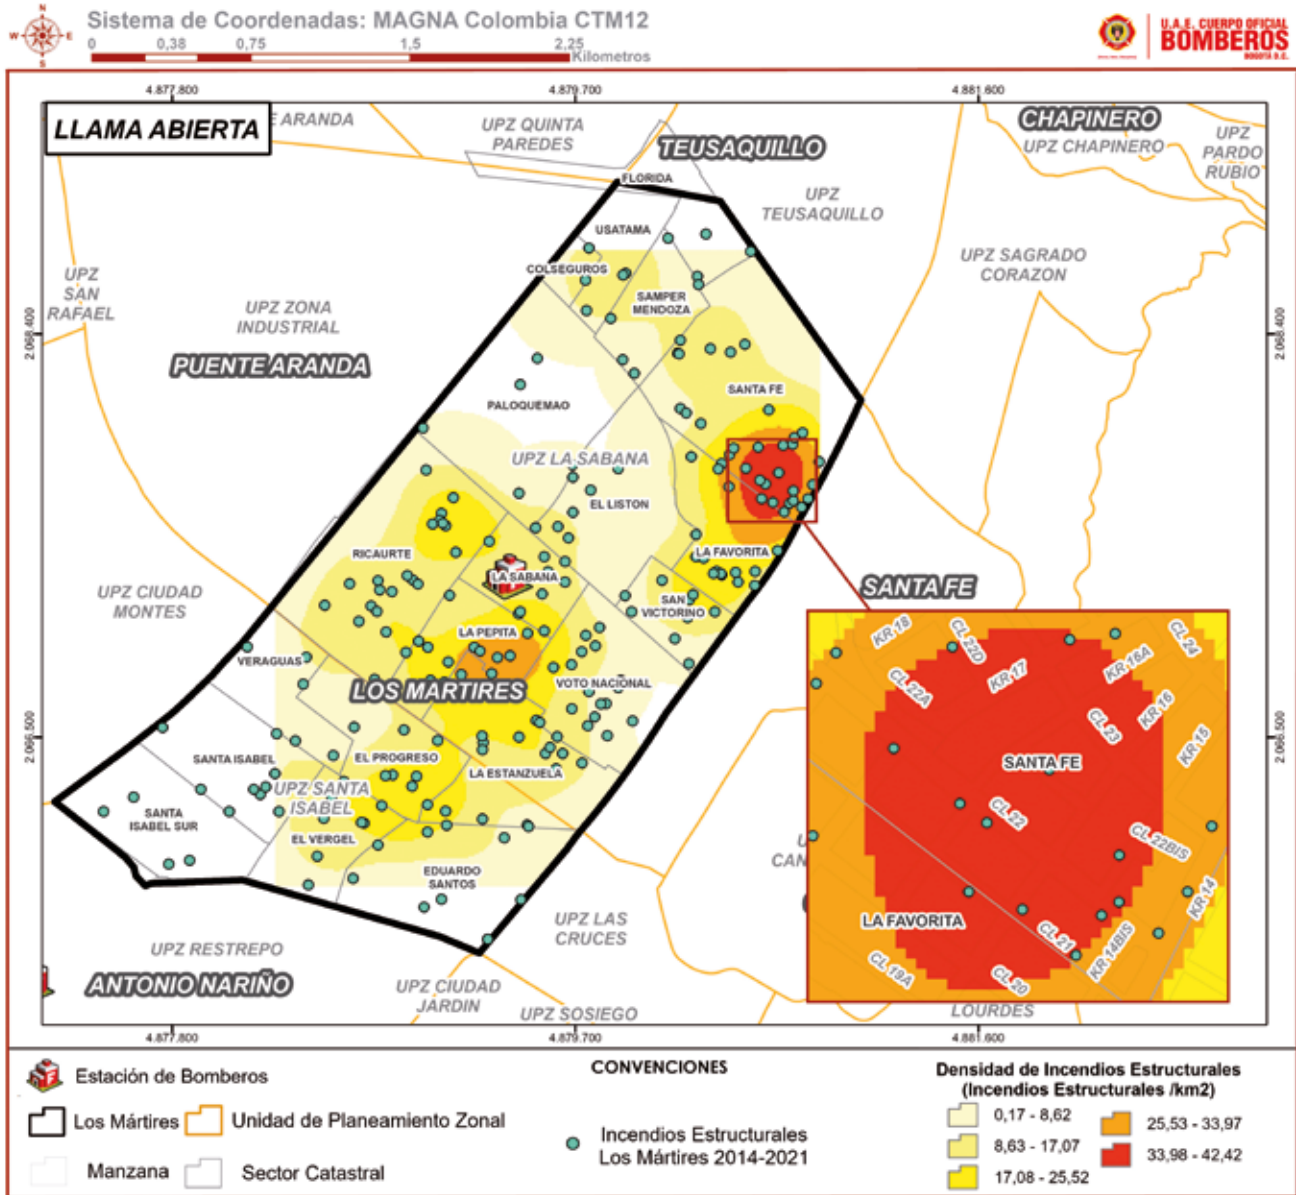 Sistema de Coordenadas: MAGNA Colombia CTM12
N
W
E
S
0 0,38 0,75 1,5 2,25
Kilometros
U.A.E. CUERPO OFICIAL
BOMBEROS
BOGOTÁ D.C.
4.877.800 4.879.700 4.881.600
LLAMA ABIERTA
E ARANDA
UPZ QUINTA
PAREDES
TEUSAQUILLO
CHAPINERO
UPZ CHAPINERO
UPZ
PARDO
RUBIO
FLORIDA
UPZ
TEUSAQUILLO
USATAMA
UPZ SAGRADO
CORAZON
COLSEGUROS
UPZ
SAN
RAFAEL
UPZ ZONA
INDUSTRIAL
SAMPER
MENDOZA
2.068.400
2.068.400
PUENTE ARANDA
SANTA FE
PALOQUEMAO
UPZ LA SABANA
EL LISTON
RICAURTE
LA FAVORITA
LA SABANA
UPZ CIUDAD
MONTES
SAN
VICTORINO
SANTA FE
LA PEPITA
VERAGUAS
VOTO NACIONAL
LOS MARTIRES
2.066.500
2.066.500
SANTA ISABEL
EL PROGRESO
LA ESTANZUELA
UPZ SANTA
ISABEL
SANTA
ISABEL SUR
EL VERGEL
EDUARDO
SANTOS
UPZ LAS
CRUCES
UPZ RESTREPO
ANTONIO NARIÑO
UPZ CIUDAD
JARDIN
UPZ SOSIEGO
CAN
LOURDES
KR 18
CL 22D
KR 17
KR 16A
CL 24
CL 22A
KR 16
CL 23
KR 15
SANTA FE
CL 22
CL 22BIS
KR 14
LA FAVORITA
CL 21
KR 14BIS
CL 19A
CL 20
4.877.800 4.879.700 4.881.600
CONVENCIONES
Estación de Bomberos
Los Mártires
Unidad de Planeamiento Zonal
Manzana
Sector Catastral
Incendios Estructurales
Los Mártires 2014-2021
Densidad de Incendios Estructurales
(Incendios Estructurales /km2)
0,17 - 8,62
8,63 - 17,07
17,08 - 25,52
25,53 - 33,97
33,98 - 42,42